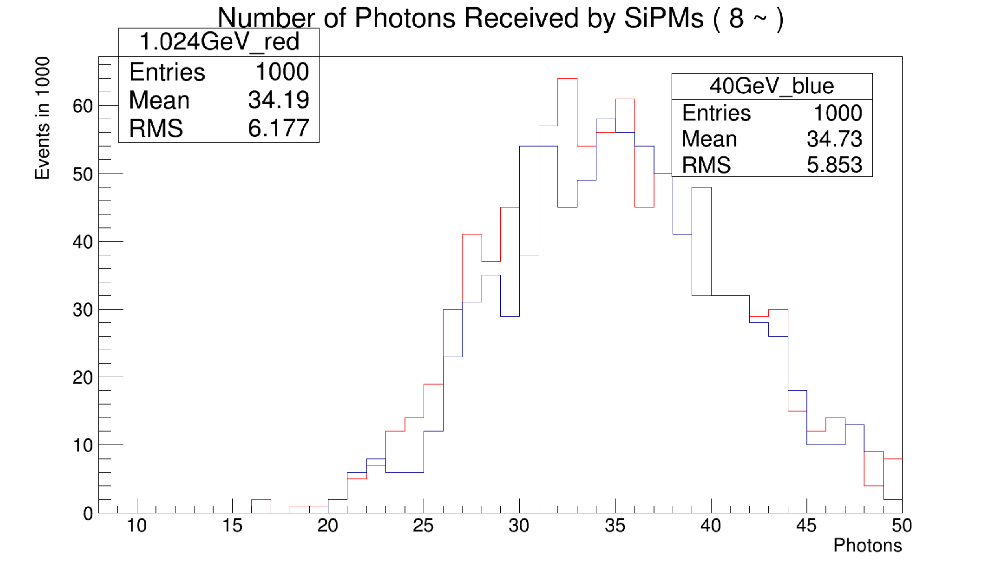 Number of Photons Received by SiPMs ( 8 ~ )
1.024GeV_red
Entries 1000
Mean 34.19
RMS 6.177
40GeV_blue
Entries 1000
Mean 34.73
RMS 5.853
Events in 1000
60
50
40
30
20
10
0
10 15 20 25 30 35 40 45 50
Photons